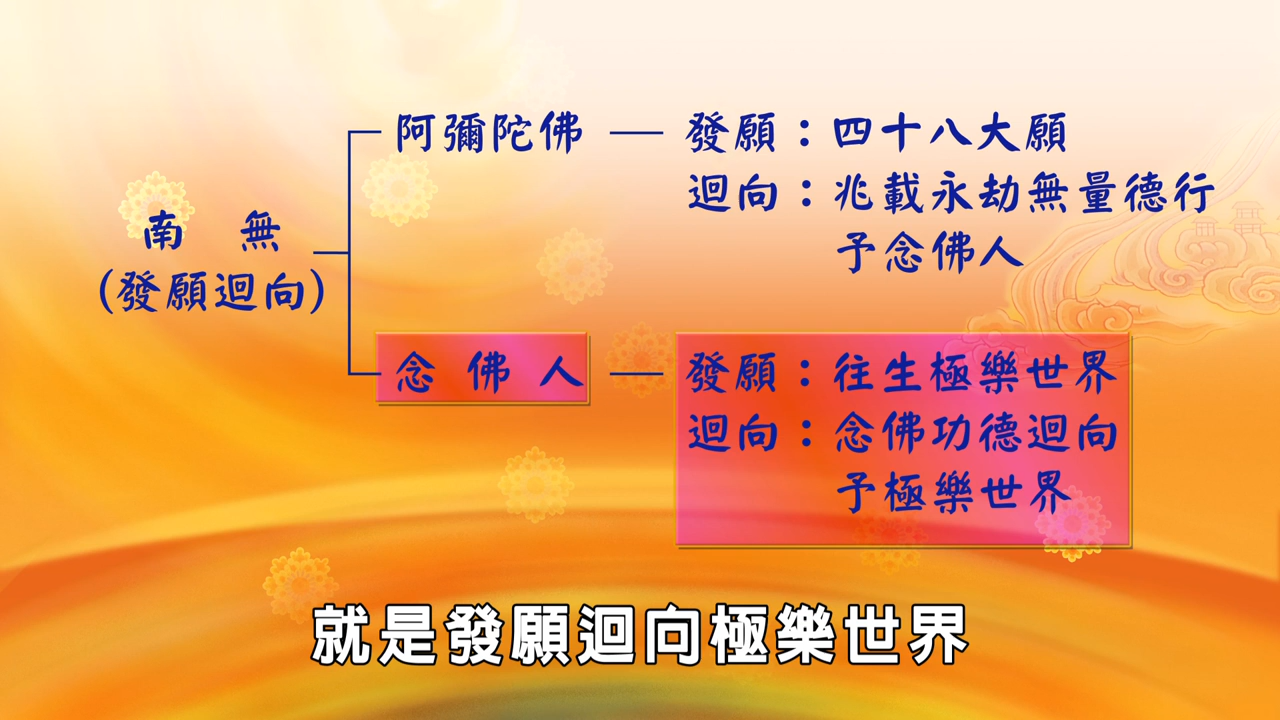 南無
(發願迴向)
阿彌陀佛 — 發願：四十八大願
迴向：兆載永劫無量德行
予念佛人
念佛人 — 發願：往生極樂世界
迴向：念佛功德迴向
予極樂世界
就是發願迴向極樂世界